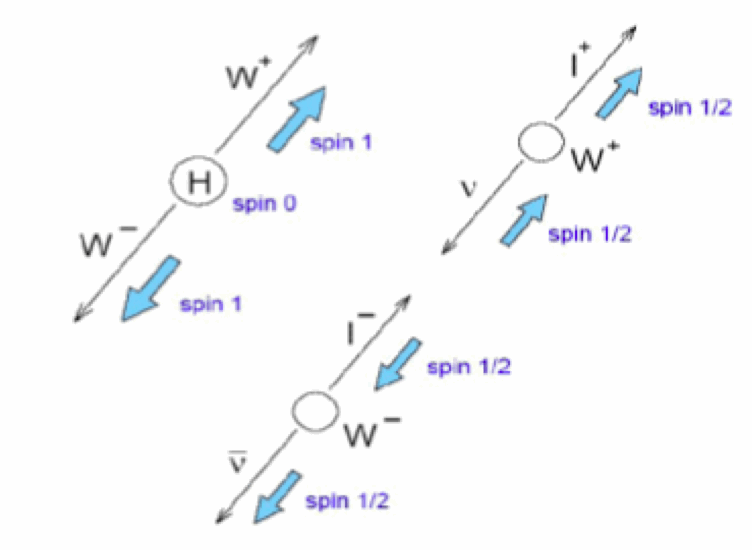 W⁺
spin 1
H
spin 0
W⁻
spin 1
l⁺
spin 1/2
W⁺
ν
spin 1/2
l⁻
spin 1/2
W⁻
ν̅
spin 1/2